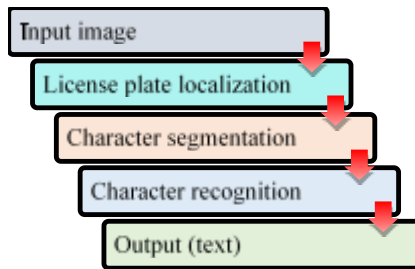 Input image
License plate localization
Character segmentation
Character recognition
Output (text)